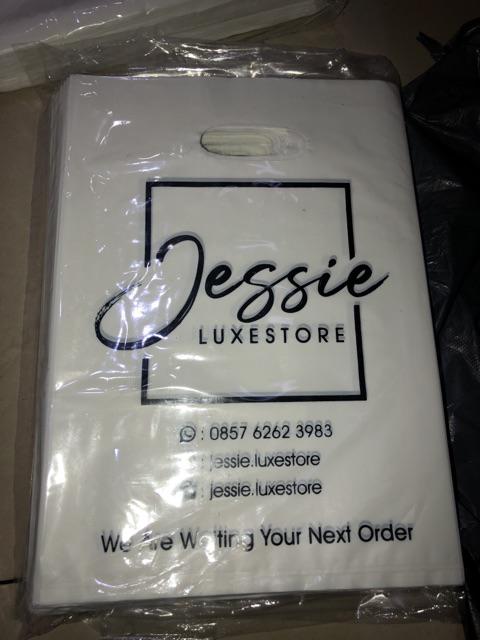 Jessie
LUXESTORE
: 0857 6262 3983
: jessie.luxestore
: jessie.luxestore
We Are Waiting Your Next Order